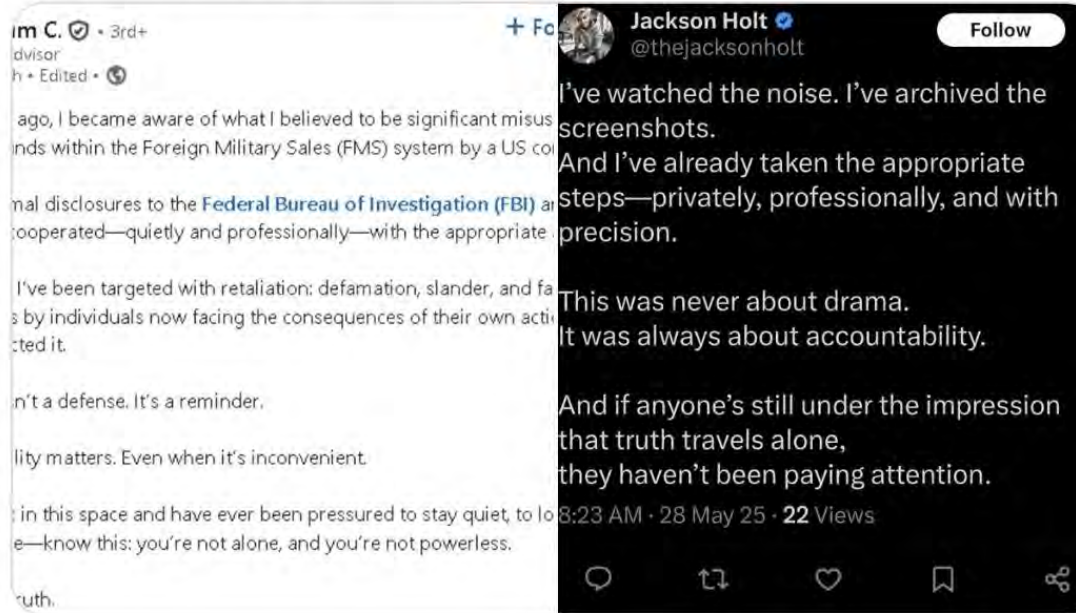 im C. • 3rd+
+ Fo
dvisor
h • Edited •
ago, I became aware of what I believed to be significant misus
nds within the Foreign Military Sales (FMS) system by a US co
mal disclosures to the Federal Bureau of Investigation (FBI) a
cooperated—quietly and professionally—with the appropriate
I've been targeted with retaliation: defamation, slander, and fa
s by individuals now facing the consequences of their own acti
cted it.
n't a defense. It's a reminder.
lity matters. Even when it's inconvenient.
in this space and have ever been pressured to stay quiet, to lo
e—know this: you're not alone, and you're not powerless.
ruth.
Jackson Holt
@thejacksonholt
Follow
I've watched the noise. I've archived the
screenshots.
And I've already taken the appropriate
steps—privately, professionally, and with
precision.
This was never about drama.
It was always about accountability.
And if anyone's still under the impression
that truth travels alone,
they haven't been paying attention.
8:23 AM · 28 May 25 · 22 Views